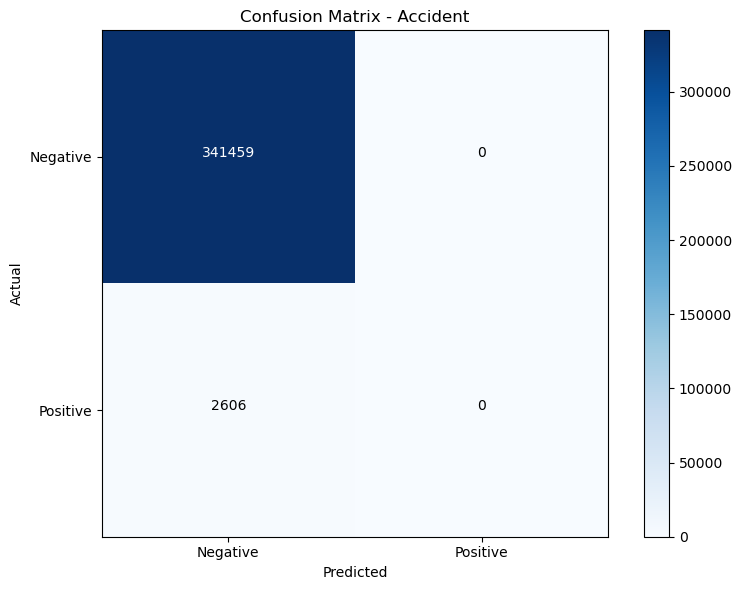 Confusion Matrix - Accident
Actual
Negative
341459
0
Positive
2606
0
Negative
Positive
Predicted
300000
250000
200000
150000
100000
50000
0